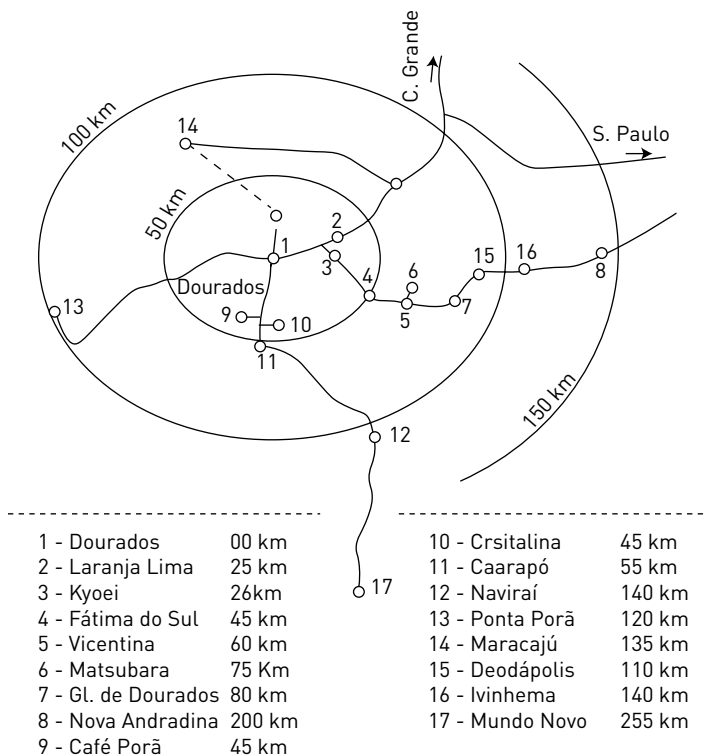 C. Grande
100 km
14
S. Paulo
50 km
2
1
3
6
15
16
4
8
Dourados
5
7
13
9
10
11
150 km
12
17
1 - Dourados 00 km
2 - Laranja Lima 25 km
3 - Kyoei 26km
4 - Fátima do Sul 45 km
5 - Vicentina 60 km
6 - Matsubara 75 Km
7 - Gl. de Dourados 80 km
8 - Nova Andradina 200 km
9 - Café Porã 45 km
10 - Crsitalina 45 km
11 - Caarapó 55 km
12 - Naviraí 140 km
13 - Ponta Porã 120 km
14 - Maracajú 135 km
15 - Deodápolis 110 km
16 - Ivinhema 140 km
17 - Mundo Novo 255 km